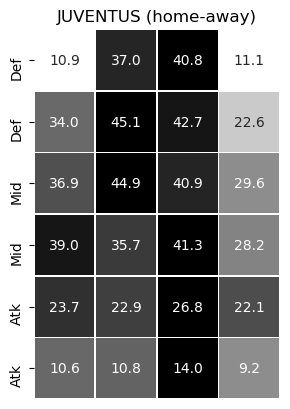 JUVENTUS (home-away)
Def 10.9 37.0 40.8 11.1
Def 34.0 45.1 42.7 22.6
Mid 36.9 44.9 40.9 29.6
Mid 39.0 35.7 41.3 28.2
Atk 23.7 22.9 26.8 22.1
Atk 10.6 10.8 14.0 9.2